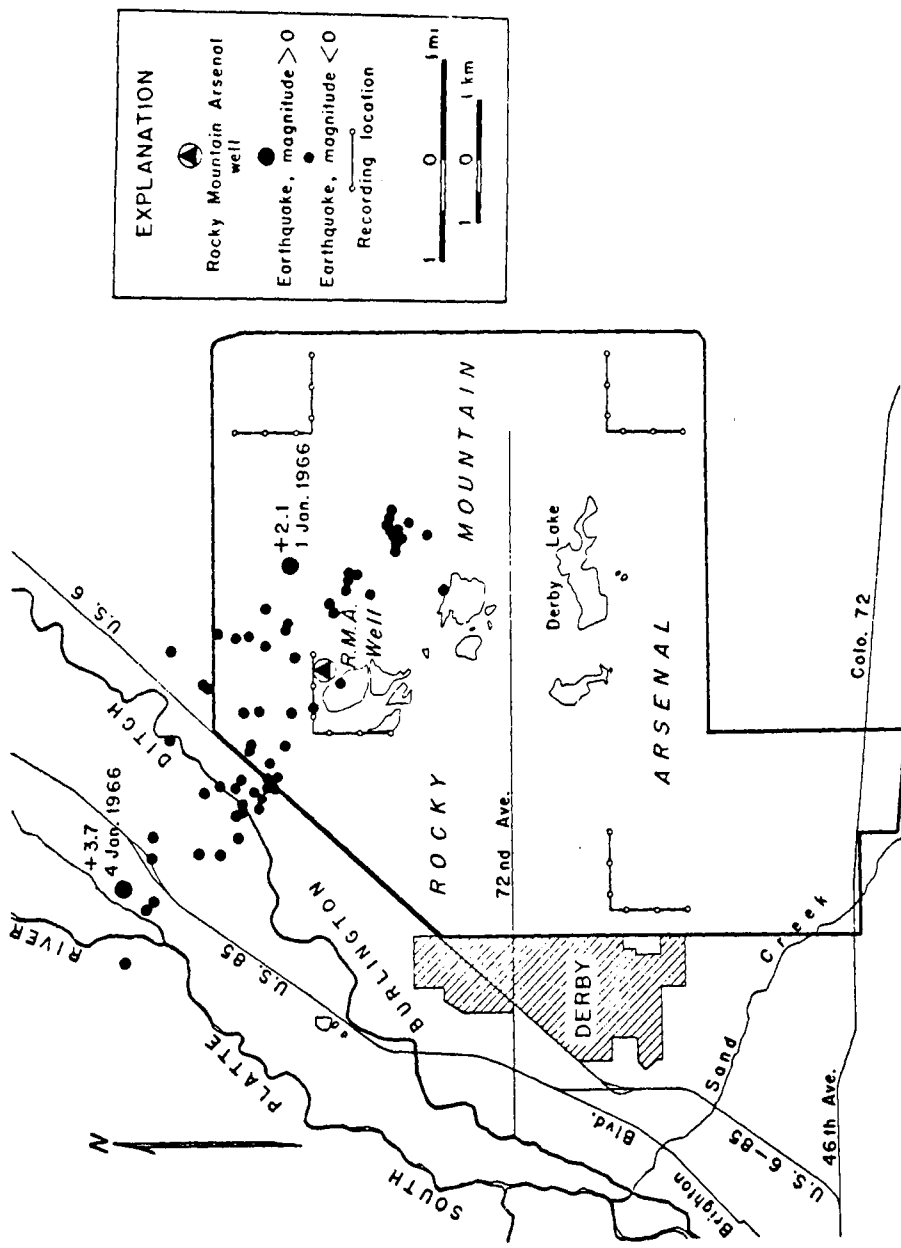 EXPLANATION
Rocky Mountain Arsenal
well
Earthquake, magnitude > 0
Earthquake, magnitude < 0
Recording location
1 0 1 mi
1 0 1 km
N
SOUTH
PLATTE
RIVER
+3.7
4 Jan. 1966
U.S. 85
BURLINGTON
DITCH
U.S. 6
+2.1
1 Jan. 1966
R.M.A.
Well
ROCKY
MOUNTAIN
ARSENAL
72nd Ave.
Derby Lake
DERBY
Sand
Creek
Brighton
Blvd.
U.S. 6-85
46th Ave.
Colo. 72